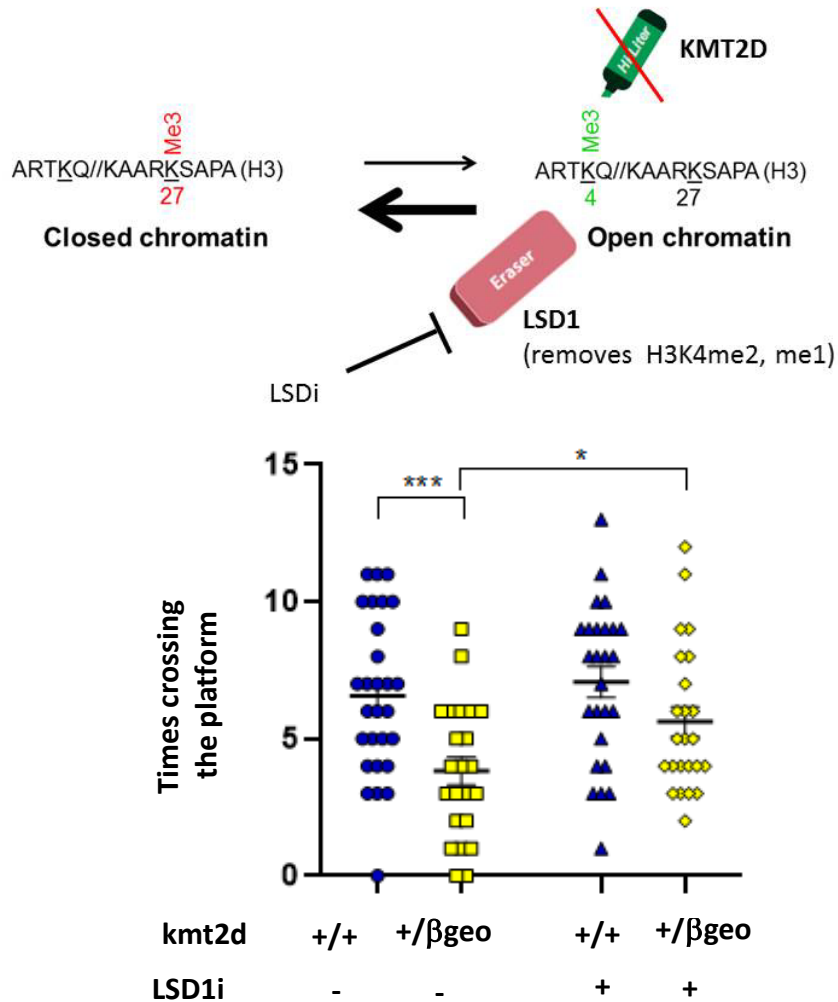 KMT2D
Hi Liter
Me3
Me3
ARTKQ//KAARKSAPA (H3)
ARTKQ//KAARKSAPA (H3)
27
4
27
Closed chromatin
Open chromatin
Eraser
LSD1
(removes H3K4me2, me1)
LSDi
15
***
*
10
Times crossing
the platform
5
0
kmt2d +/+ +/βgeo +/+ +/βgeo
LSD1i - - + +